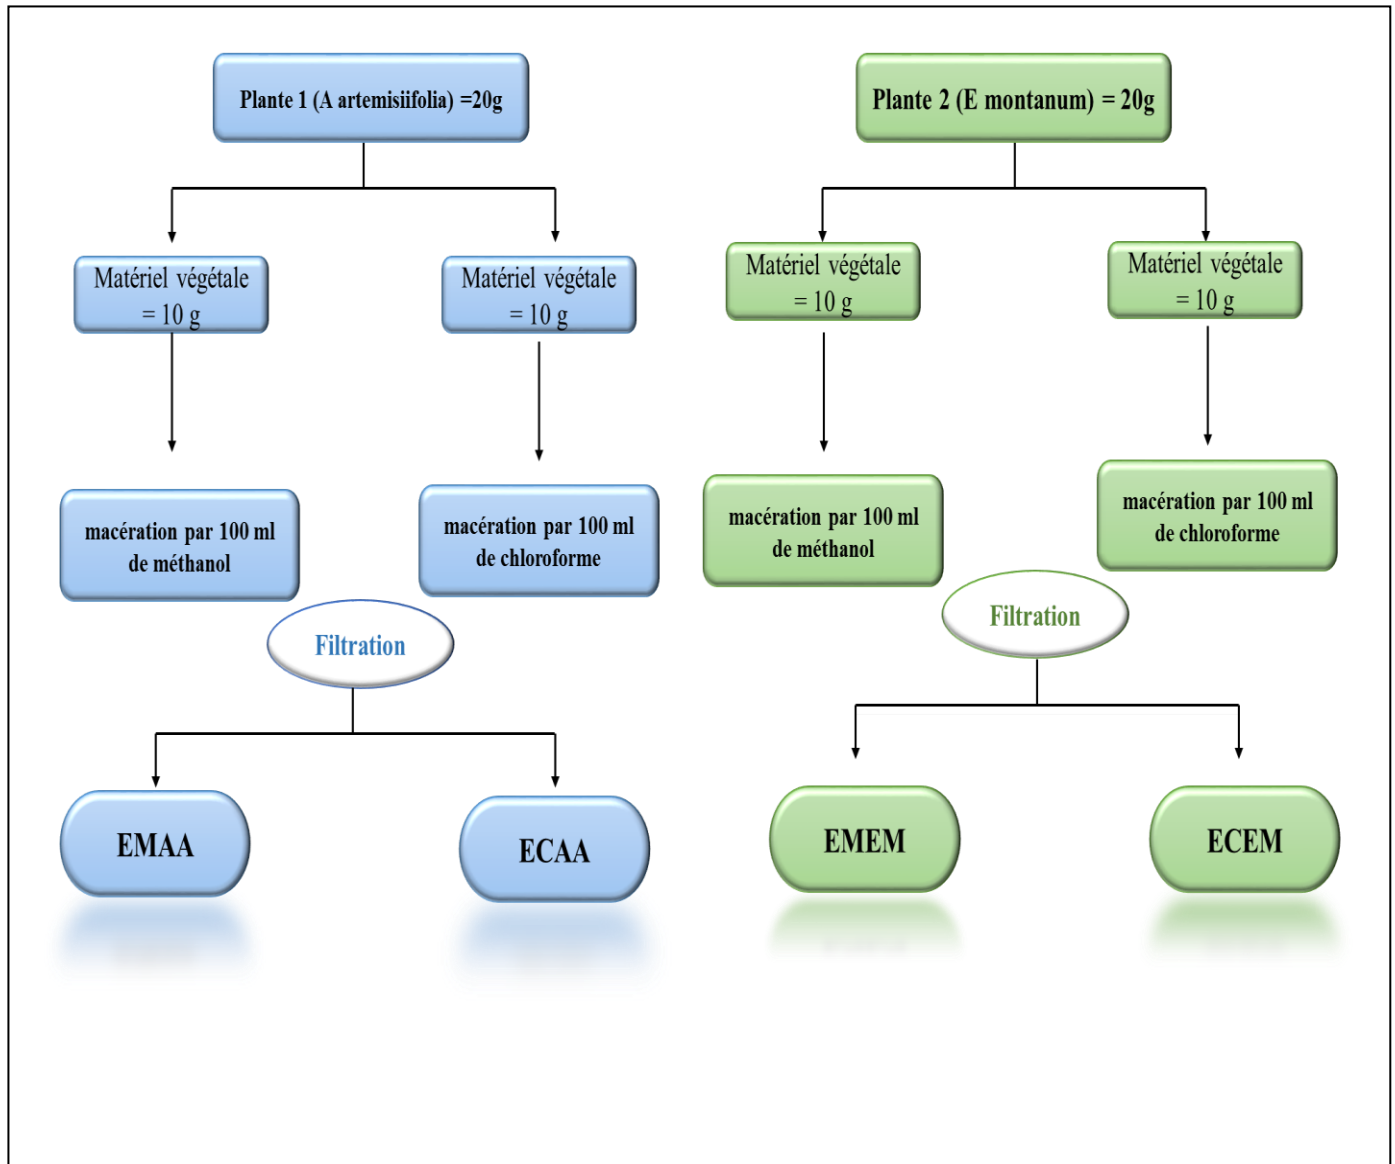 Plante 1 (A artemisiifolia) =20g
Plante 2 (E montanum) = 20g
Matériel végétale
= 10 g
Matériel végétale
= 10 g
Matériel végétale
= 10 g
Matériel végétale
= 10 g
macération par 100 ml
de méthanol
macération par 100 ml
de chloroforme
macération par 100 ml
de méthanol
macération par 100 ml
de chloroforme
Filtration
Filtration
EMAA
ECAA
EMEM
ECEM